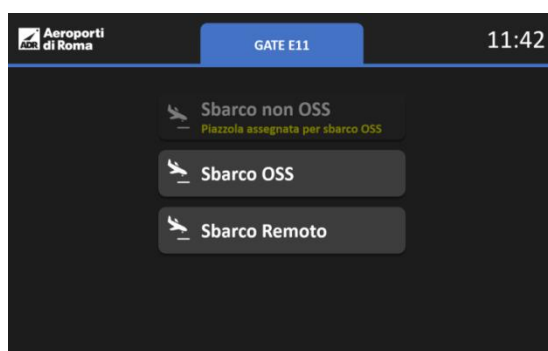 ADR Aeroporti
di Roma
GATE E11
11:42
Sbarco non OSS
Piazzola assegnata per sbarco OSS
Sbarco OSS
Sbarco Remoto